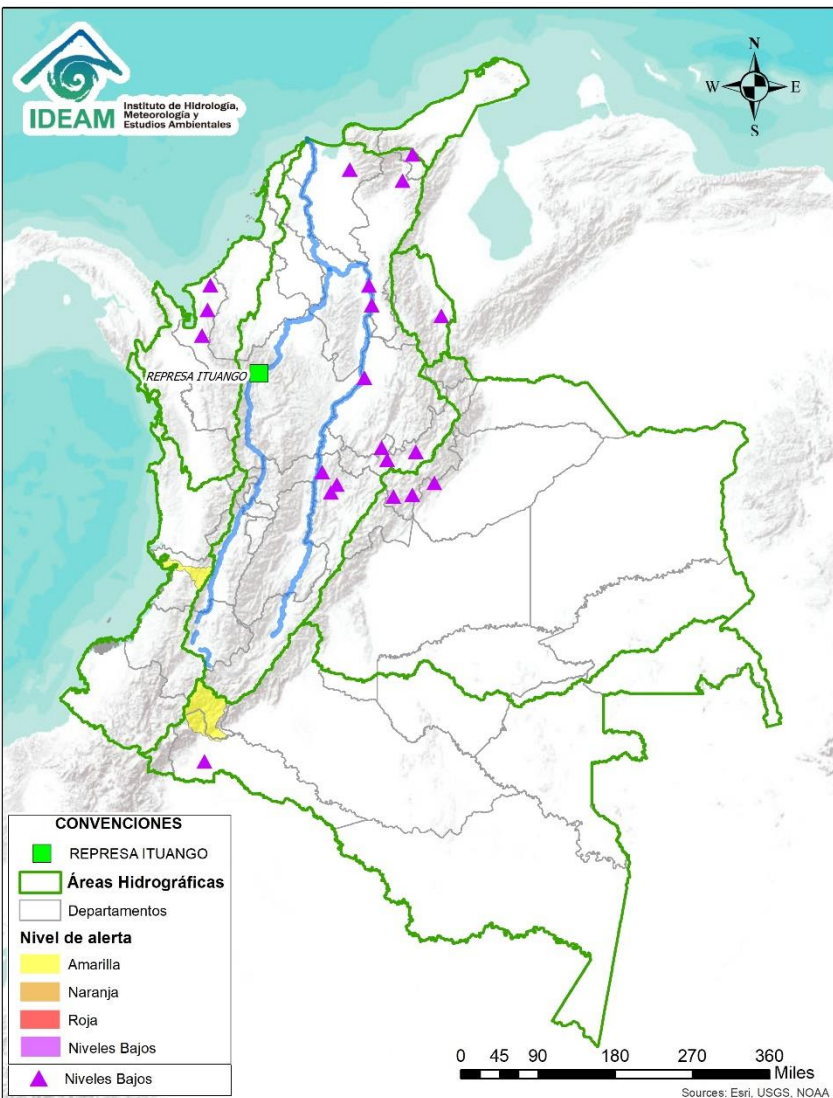 IDEAM
Instituto de Hidrología,
Meteorología y
Estudios Ambientales
N
W
E
S
REPRESA ITUANGO
CONVENCIONES
REPRESA ITUANGO
Áreas Hidrográficas
Departamentos
Nivel de alerta
Amarilla
Naranja
Roja
Niveles Bajos
Niveles Bajos
0 45 90 180 270 360
Miles
Sources: Esri, USGS, NOAA